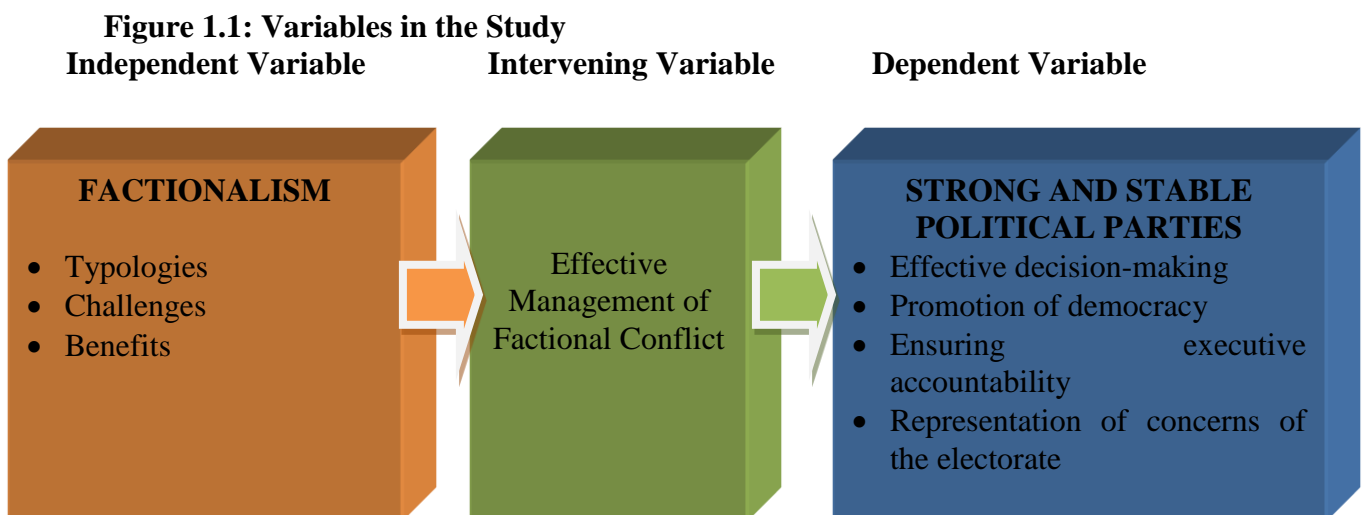 Figure 1.1: Variables in the Study
Independent Variable Intervening Variable Dependent Variable
FACTIONALISM
• Typologies
• Challenges
• Benefits
Effective
Management of
Factional Conflict
STRONG AND STABLE
POLITICAL PARTIES
• Effective decision-making
• Promotion of democracy
• Ensuring executive
accountability
• Representation of concerns of
the electorate